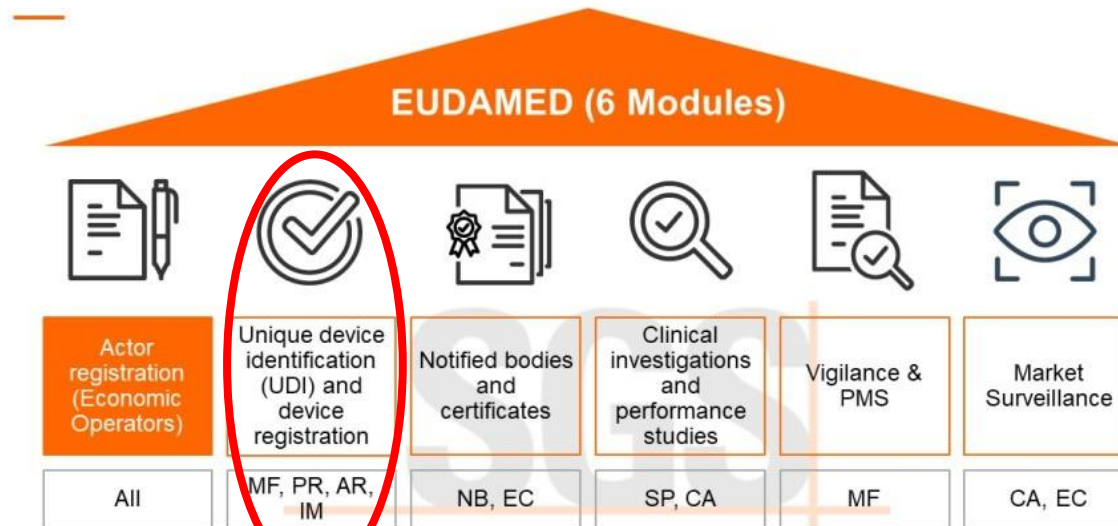 EUDAMED (6 Modules)
Actor
registration
(Economic
Operators)
Unique device
identification
(UDI) and
device
registration
Notified bodies
and
certificates
Clinical
investigations
and
performance
studies
Vigilance &
PMS
Market
Surveillance
All
MF, PR, AR,
IM
NB, EC
SP, CA
MF
CA, EC
SGS